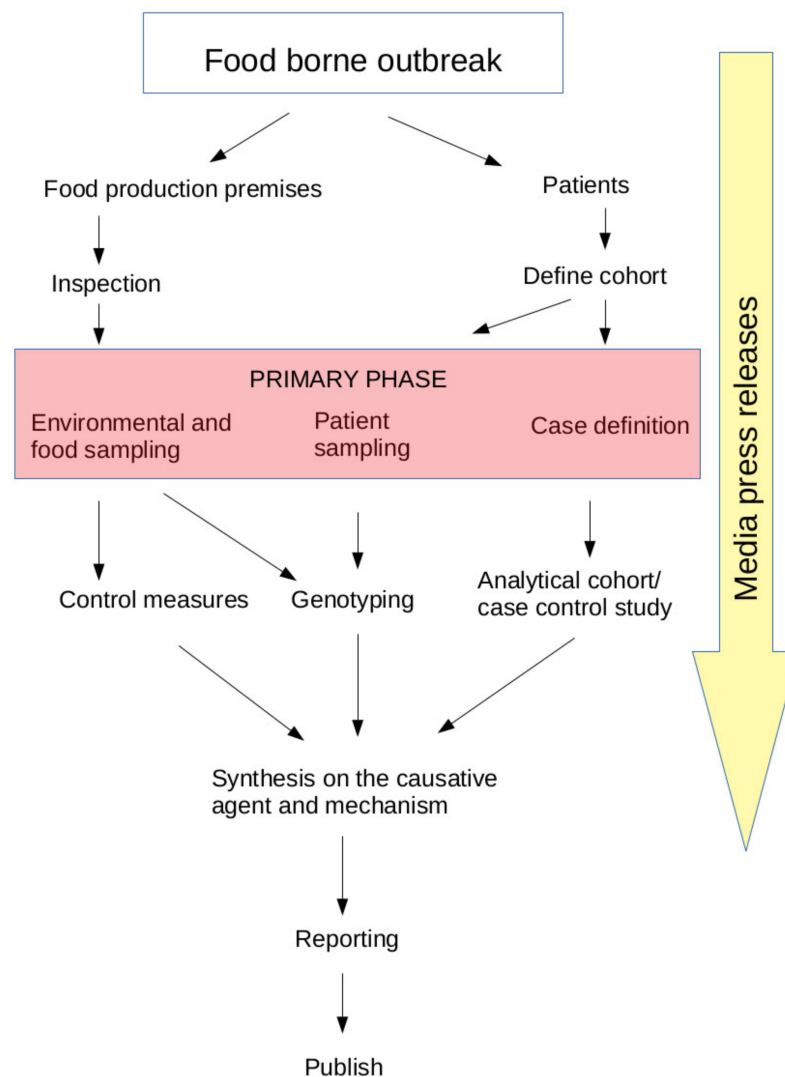 Food borne outbreak
Food production premises
Patients
Inspection
Define cohort
PRIMARY PHASE
Environmental and
food sampling
Patient
sampling
Case definition
Control measures
Genotyping
Analytical cohort/
case control study
Synthesis on the causative
agent and mechanism
Reporting
Publish
Media press releases